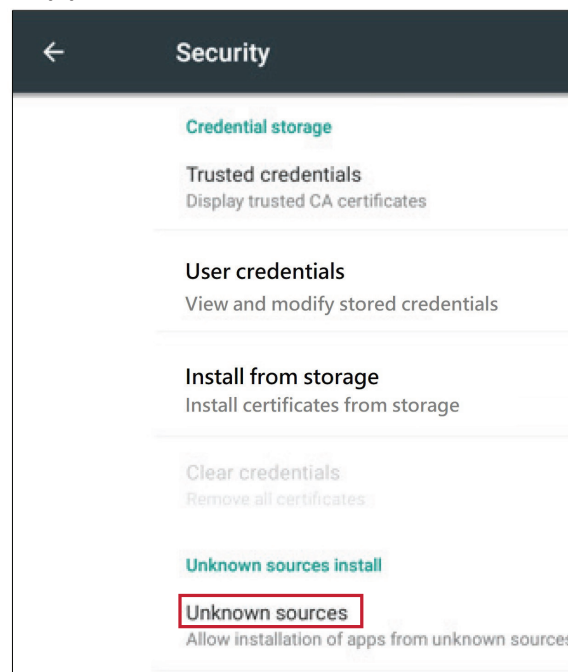 Security
Credential storage
Trusted credentials
Display trusted CA certificates
User credentials
View and modify stored credentials
Install from storage
Install certificates from storage
Clear credentials
Remove all certificates
Unknown sources install
Unknown sources
Allow installation of apps from unknown sources